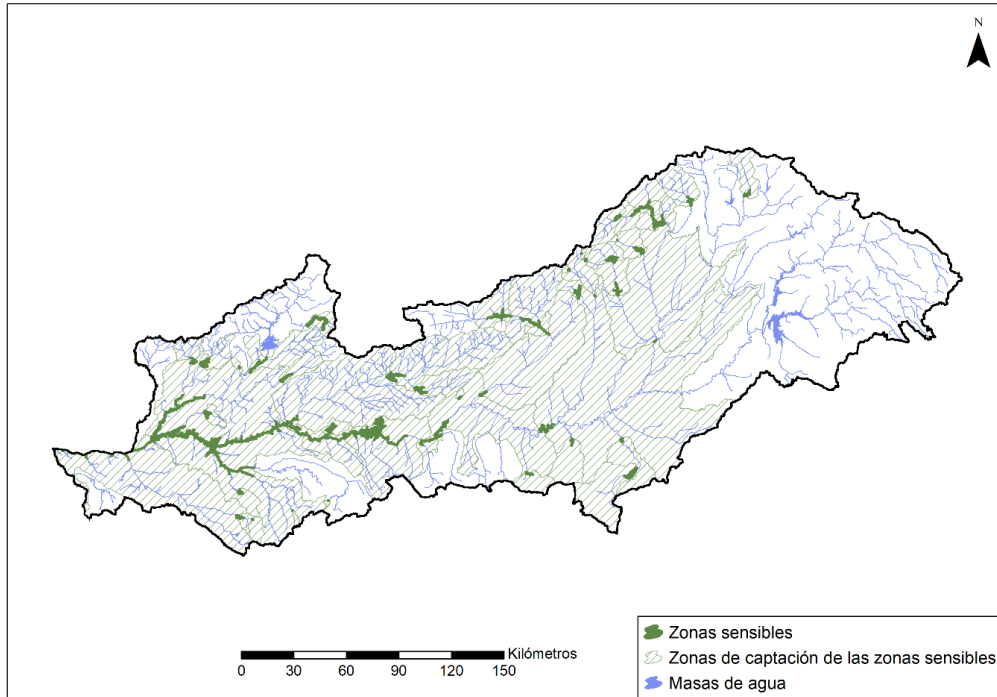 N
Kilómetros
0 30 60 90 120 150
Zonas sensibles
Zonas de captación de las zonas sensibles
Masas de agua